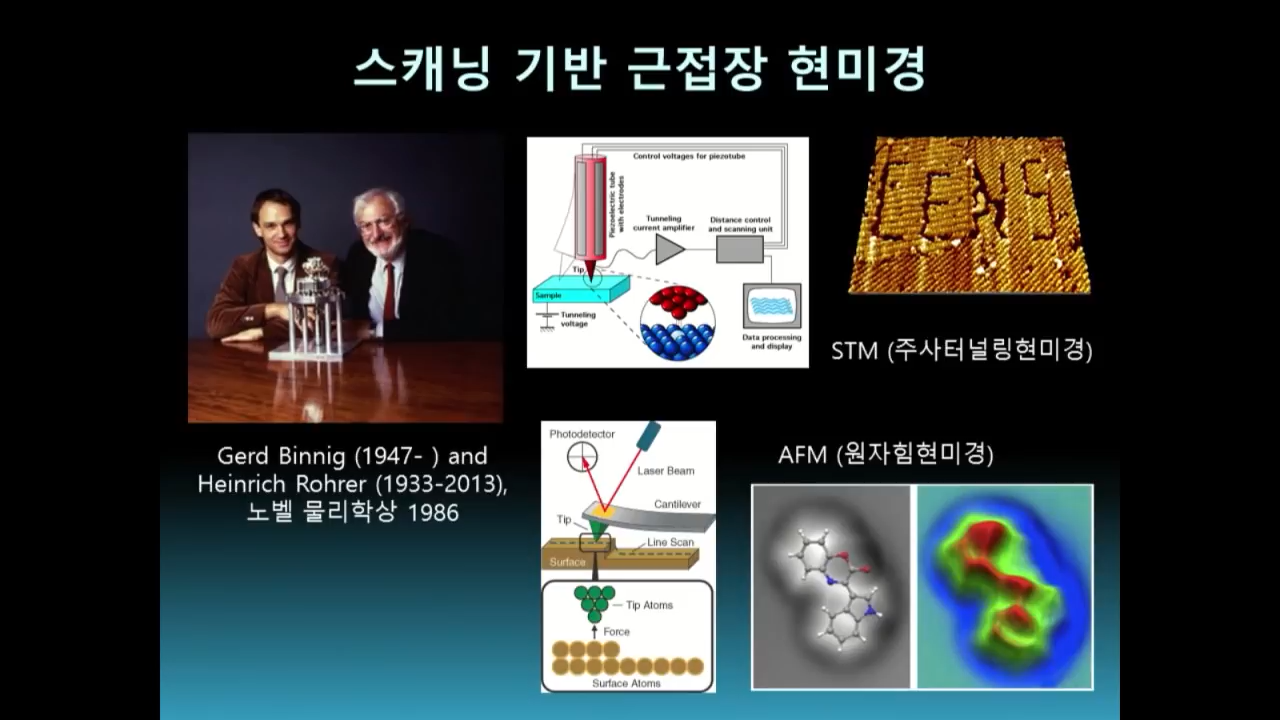 스캐닝 기반 근접장 현미경
Gerd Binnig (1947- ) and
Heinrich Rohrer (1933-2013),
노벨 물리학상 1986
Control voltages for piezotube
Piezoelectric tube
with electrodes
Tunneling
current amplifier
Distance control
and scanning unit
Tip
Sample
Tunneling
voltage
Data processing
and display
STM (주사터널링현미경)
Photodetector
Laser Beam
Cantilever
Tip
Line Scan
Surface
Tip Atoms
Force
Surface Atoms
AFM (원자힘현미경)